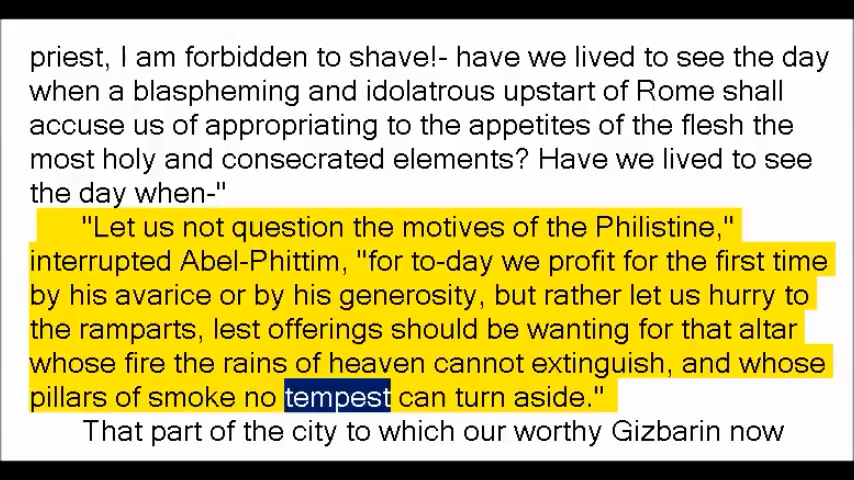 priest, I am forbidden to shave!- have we lived to see the day
when a blaspheming and idolatrous upstart of Rome shall
accuse us of appropriating to the appetites of the flesh the
most holy and consecrated elements? Have we lived to see
the day when-"
"Let us not question the motives of the Philistine,"
interrupted Abel-Phittim, "for to-day we profit for the first time
by his avarice or by his generosity, but rather let us hurry to
the ramparts, lest offerings should be wanting for that altar
whose fire the rains of heaven cannot extinguish, and whose
pillars of smoke no tempest can turn aside."
That part of the city to which our worthy Gizbarin now